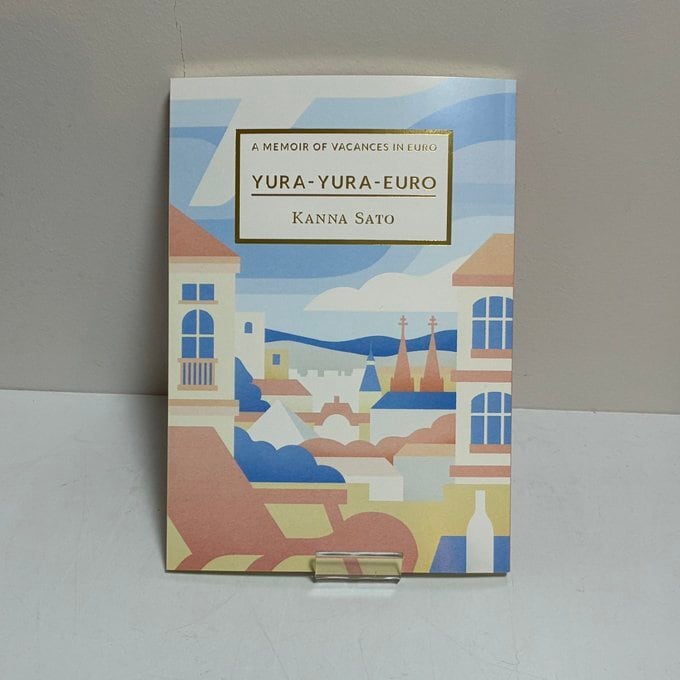 A MEMOIR OF VACANCES IN EURO
YURA-YURA-EURO
KANNA SATO